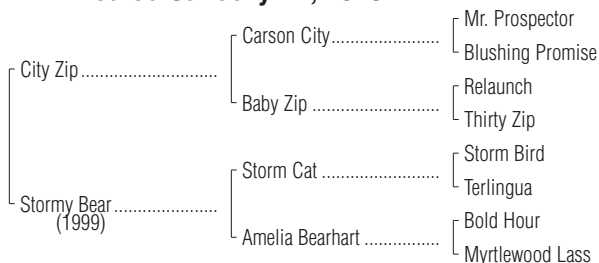 Mr. Prospector
Carson City
Blushing Promise
City Zip
Relaunch
Baby Zip
Thirty Zip
Storm Bird
Storm Cat
Terlingua
Stormy Bear
(1999)
Bold Hour
Amelia Bearhart
Myrtlewood Lass